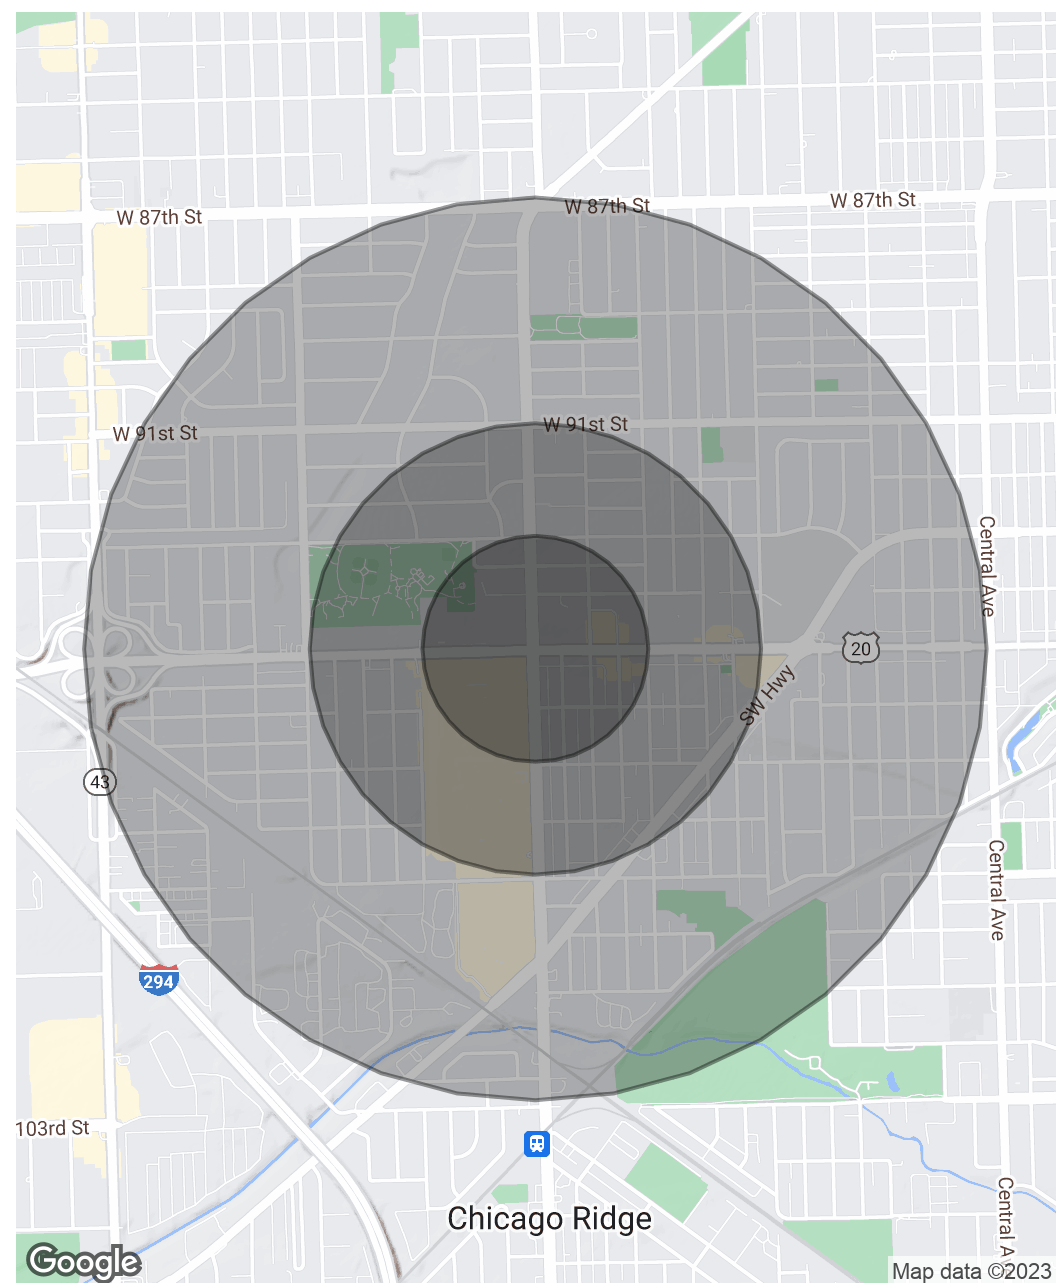 W 87th St
W 87th St
W 87th St
W 91st St
W 91st St
Central Ave
20
SW Hwy
43
Central Ave
294
103rd St
Chicago Ridge
Central A
Google
Map data ©2023